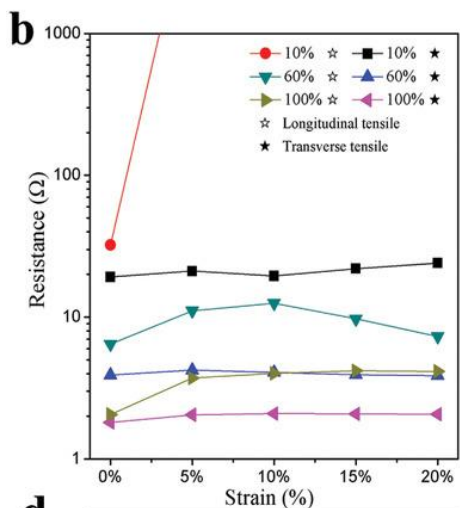 b
1000
10% ☆ 10% ★
60% ☆ 60% ★
100% ☆ 100% ★
☆ Longitudinal tensile
★ Transverse tensile
100
10
1
Resistance (Ω)
0% 5% 10% 15% 20%
Strain (%)